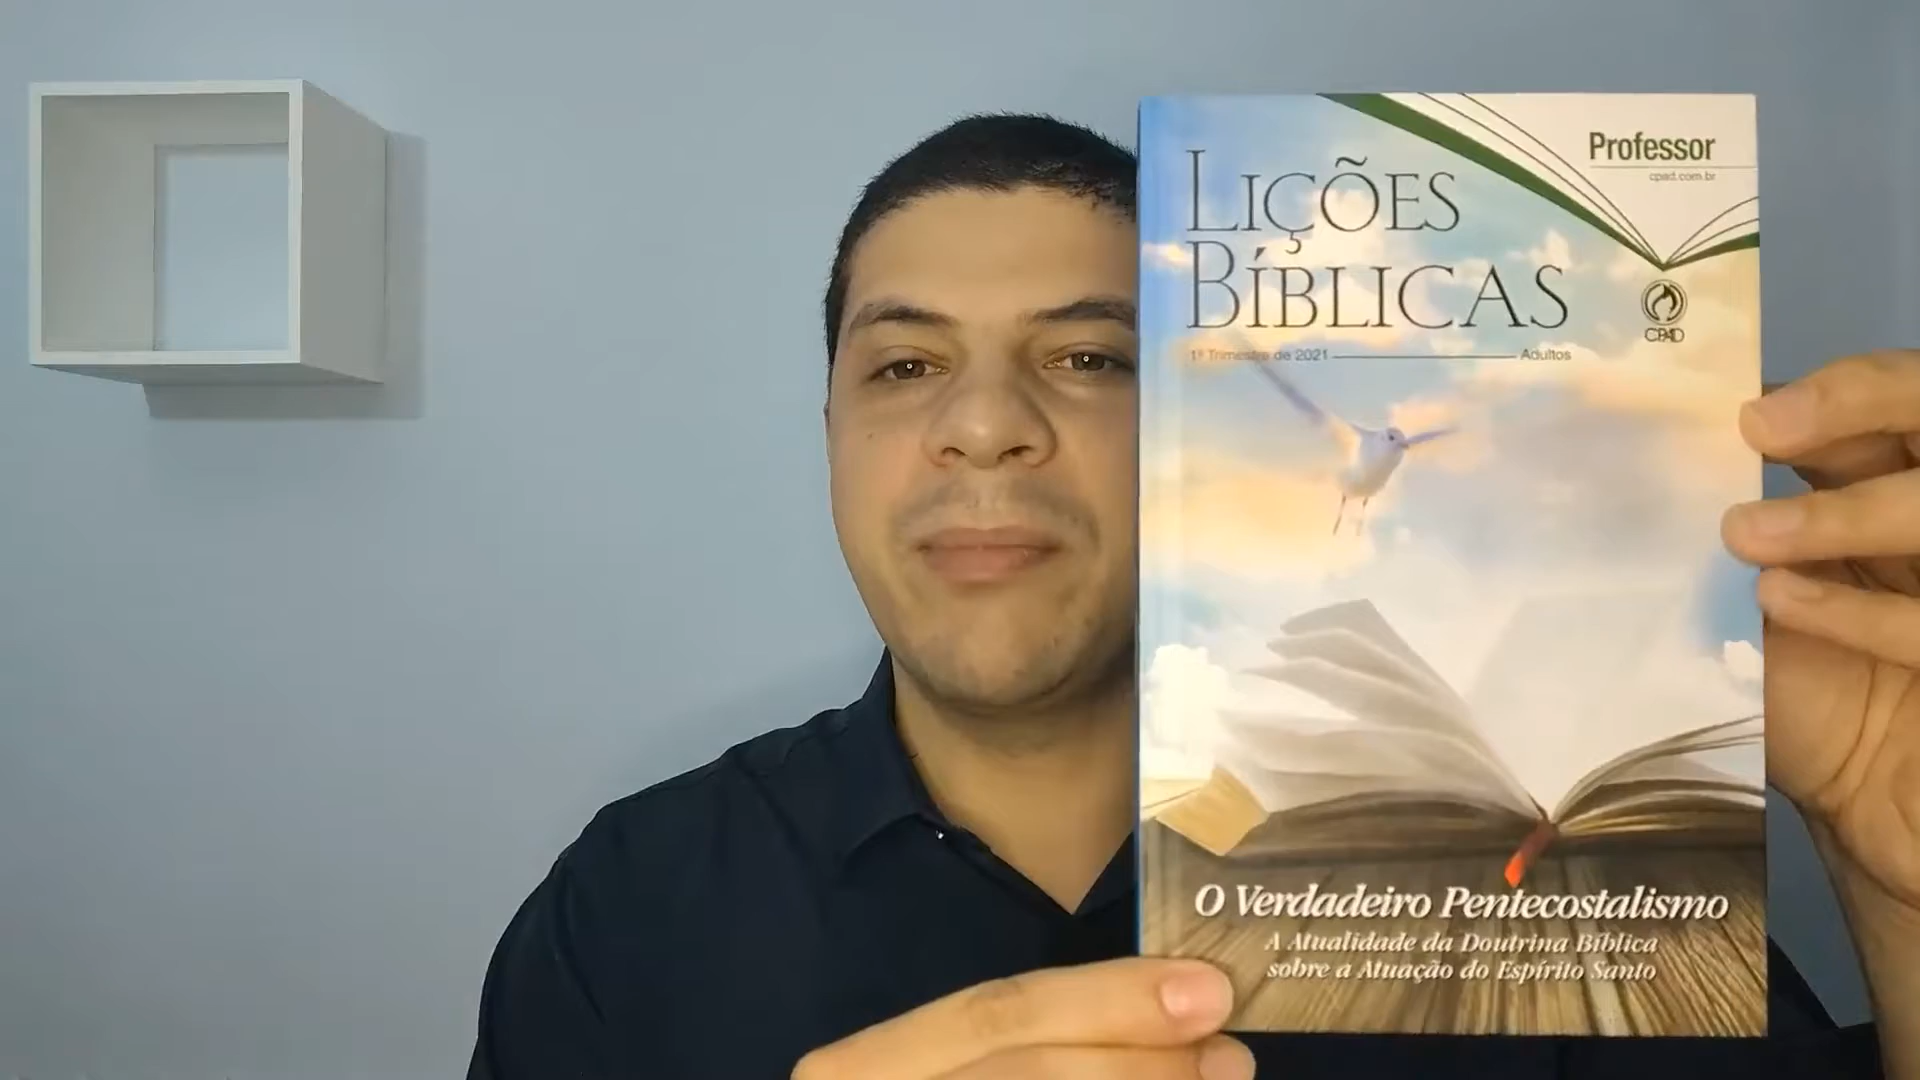 Professor
cpad.com.br
LIÇÕES
BÍBLICAS
CPAD
1º Trimestre de 2021 Adultos
O Verdadeiro Pentecostalismo
A Atualidade da Doutrina Bíblica
sobre a Atuação do Espírito Santo